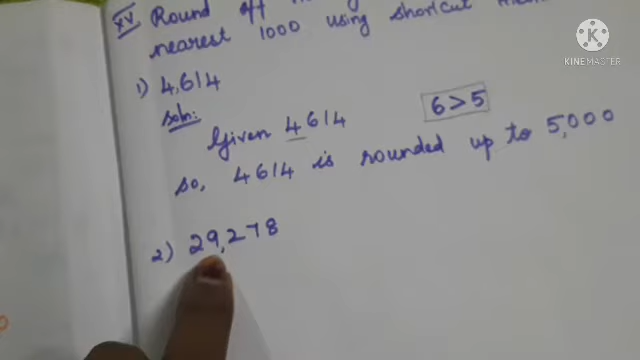 XV. Round off
nearest 1000 using shortcut
1) 4,614
Soln:
Given 4614
6 > 5
So, 4614 is rounded up to 5,000
2) 29,278
K
KINEMASTER